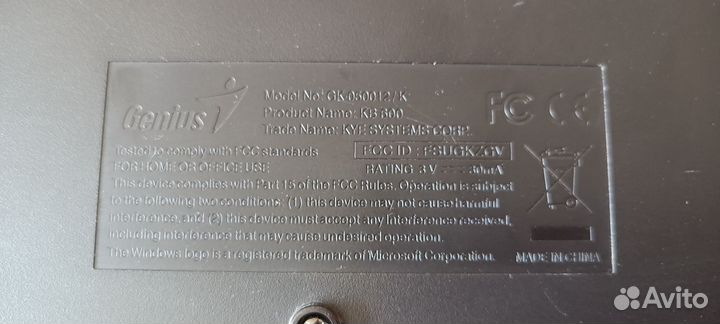 Genius
Model No: GK-050012/K
Product Name: KB 600
Trade Name: KYE SYSTEMS CORP.
FC CE
Tested to comply with FCC standards
FCC ID: FSUGKZGV
FOR HOME OR OFFICE USE
RATING: 3V 30mA
This device complies with Part 15 of the FCC Rules. Operation is subject
to the following two conditions: (1) this device may not cause harmful
interference, and (2) this device must accept any interference received,
including interference that may cause undesired operation.
The Windows logo is a registered trademark of Microsoft Corporation.
MADE IN CHINA
Avito